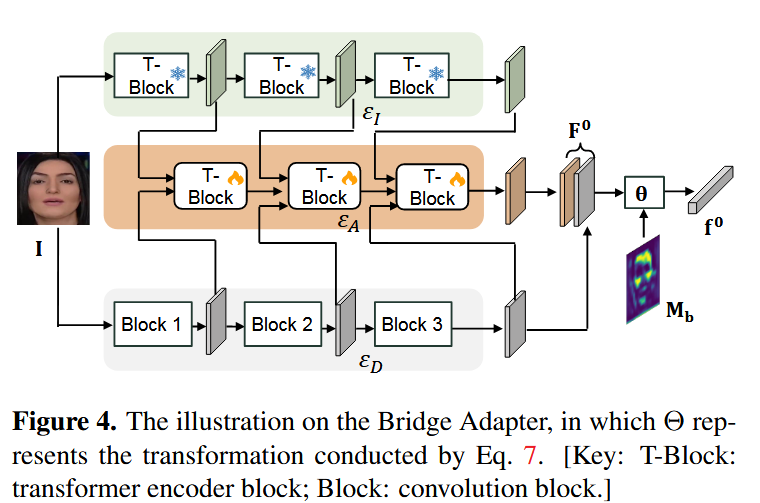 T-
Block
T-
Block
T-
Block
ε_I
F⁰
T-
Block
T-
Block
T-
Block
ε_A
θ
f⁰
I
M_b
Block 1
Block 2
Block 3
ε_D
Figure 4. The illustration on the Bridge Adapter, in which Θ rep-
resents the transformation conducted by Eq. 7. [Key: T-Block:
transformer encoder block; Block: convolution block.]